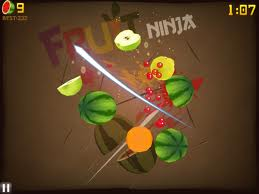 9
BEST: 232
1:07
FRUIT NINJA